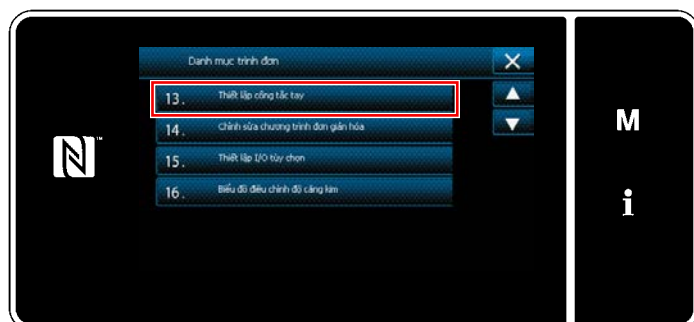 Danh mục trình đơn
13. Thiết lập công tắc tay
14. Chỉnh sửa chương trình đơn giản hóa
15. Thiết lập I/O tùy chọn
16. Biểu đồ điều chỉnh độ căng kim
N™
M
i